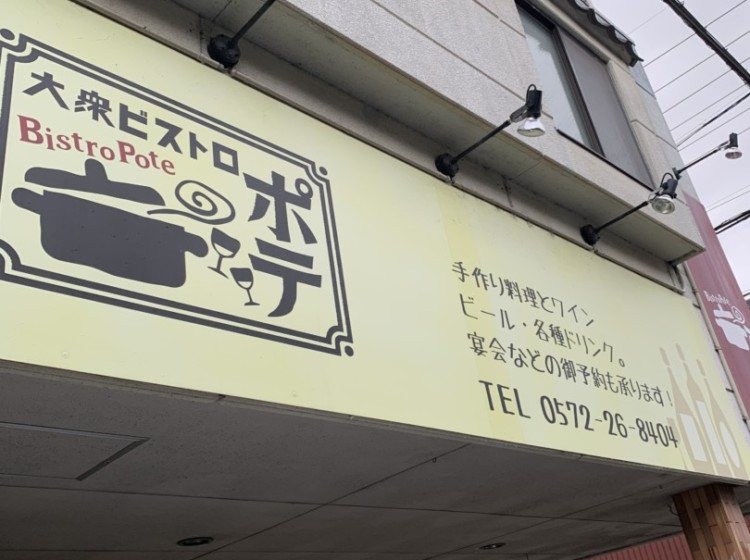 大衆ビストロ
BistroPote
ポテ
手作り料理とワイン
ビール・各種ドリンク。
宴会などの御予約も承ります!
TEL 0572-26-8404
BistroPote